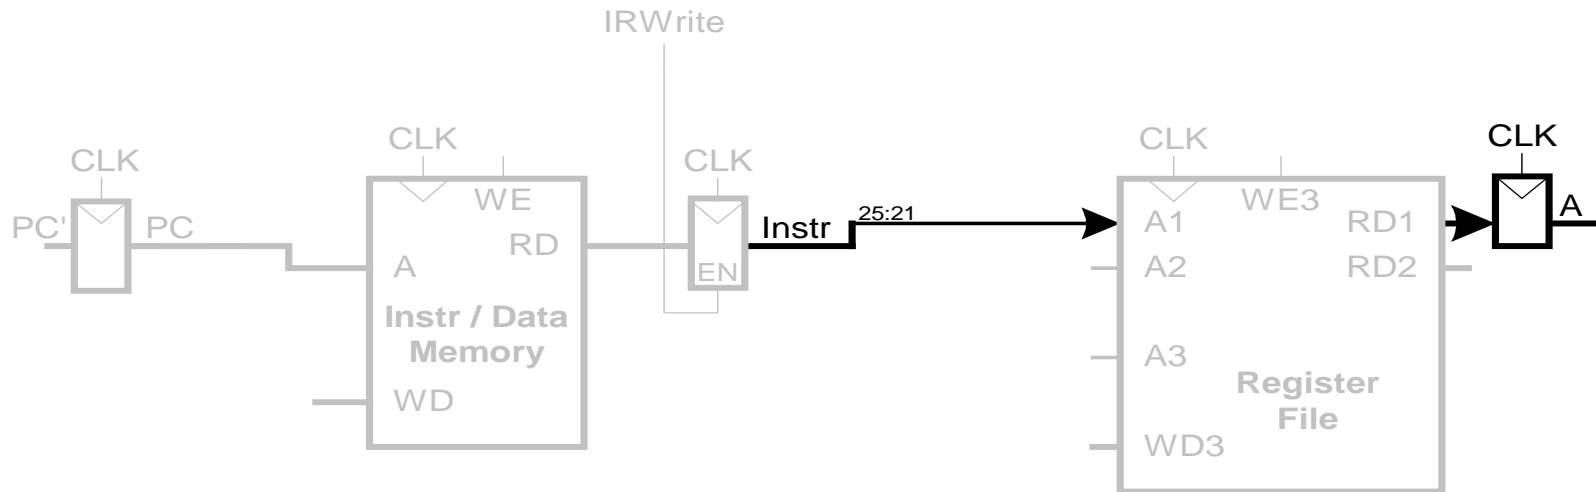 IRWrite
CLK
CLK
CLK
CLK
CLK
PC'
PC
WE
RD
A
EN
Instr / Data
Memory
WD
Instr
25:21
A1
WE3
RD1
A2
RD2
A3
Register
File
WD3
A